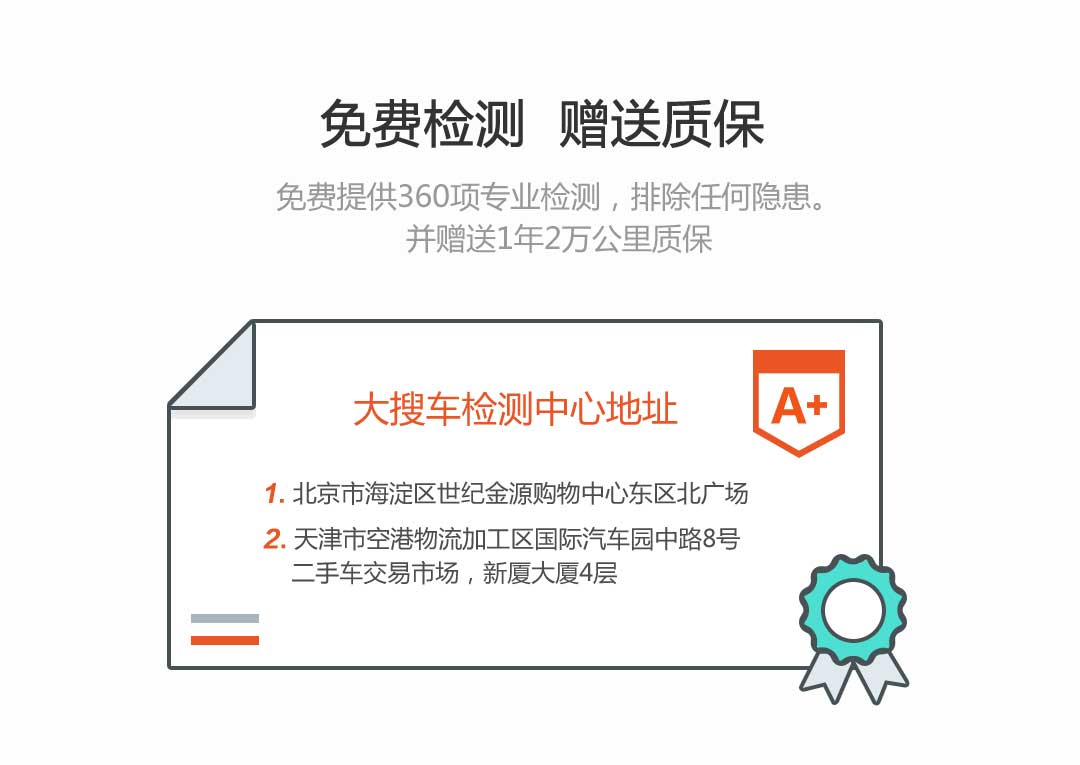 免费检测 赠送质保
免费提供360项专业检测，排除任何隐患。
并赠送1年2万公里质保
大搜车检测中心地址
A+
1. 北京市海淀区世纪金源购物中心东区北广场
2. 天津市空港物流加工区国际汽车园中路8号
二手车交易市场，新厦大厦4层